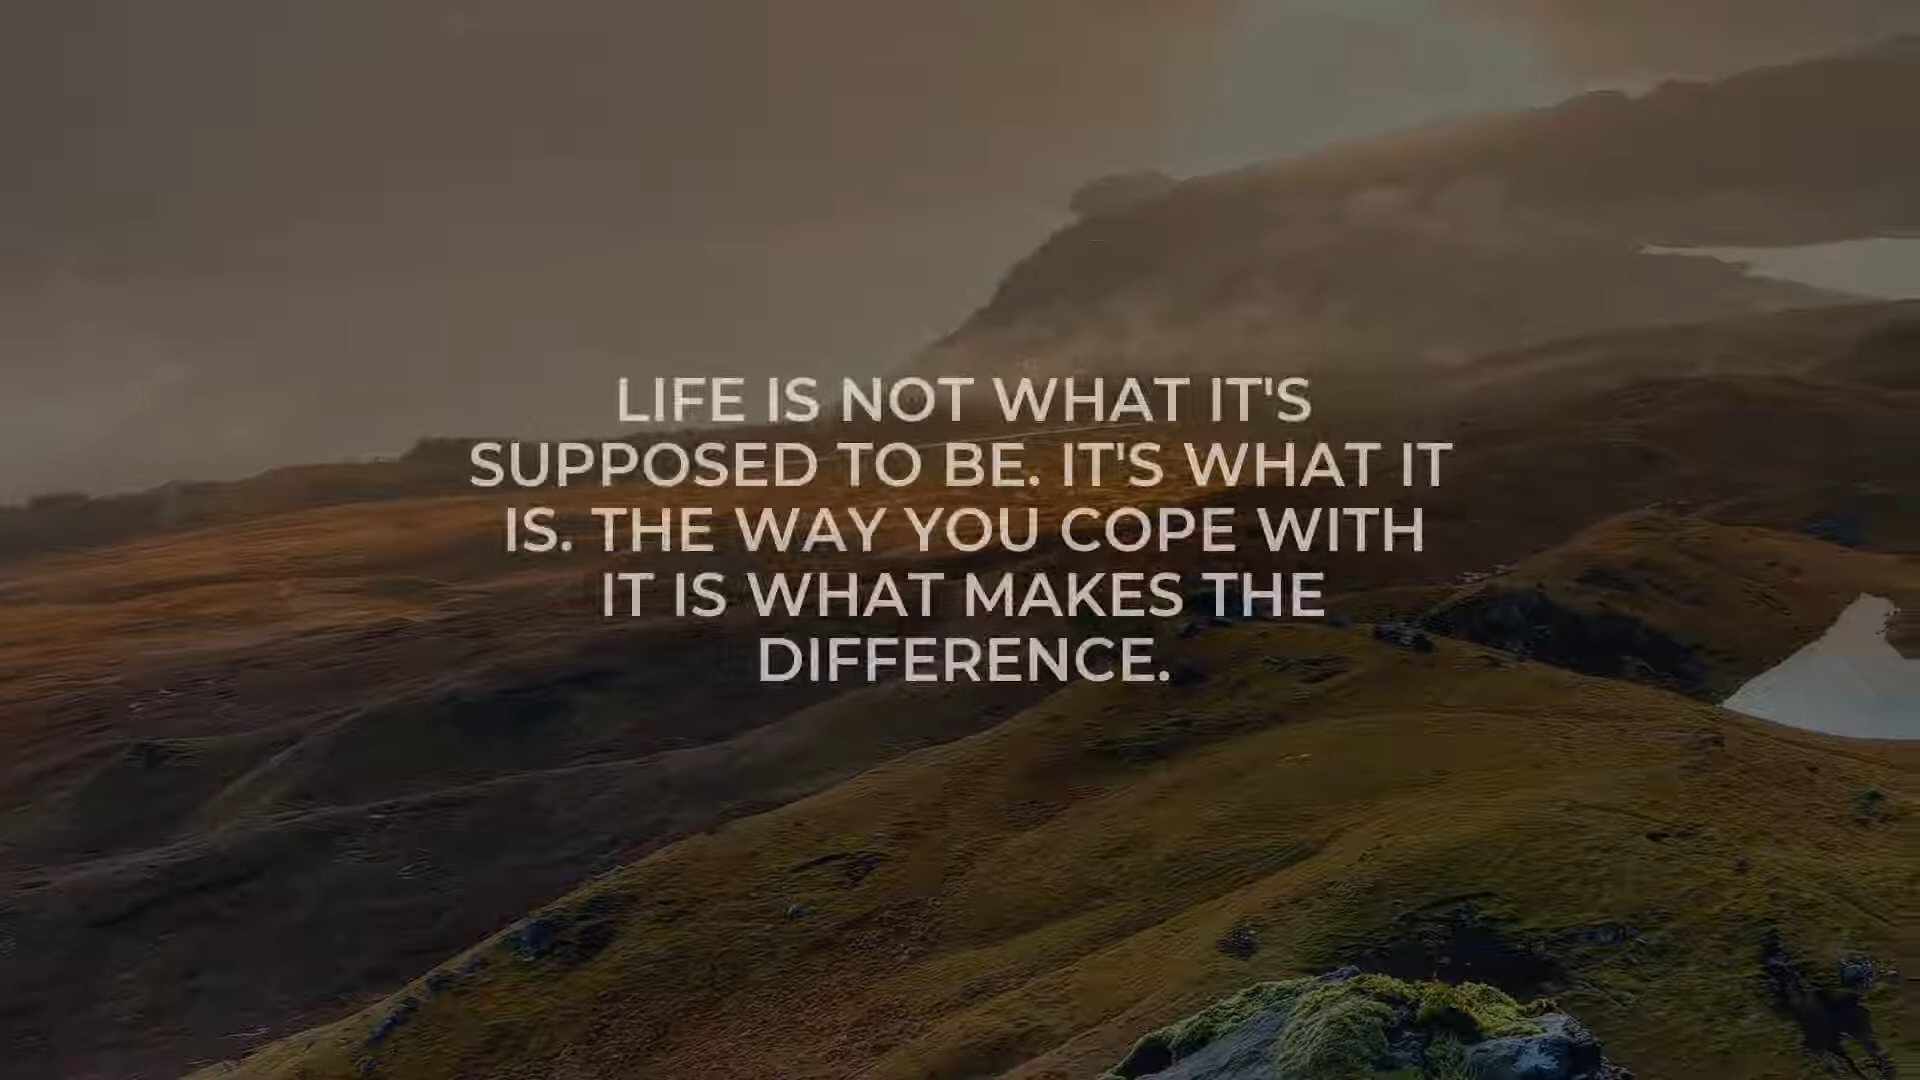 LIFE IS NOT WHAT IT'S
SUPPOSED TO BE. IT'S WHAT IT
IS. THE WAY YOU COPE WITH
IT IS WHAT MAKES THE
DIFFERENCE.